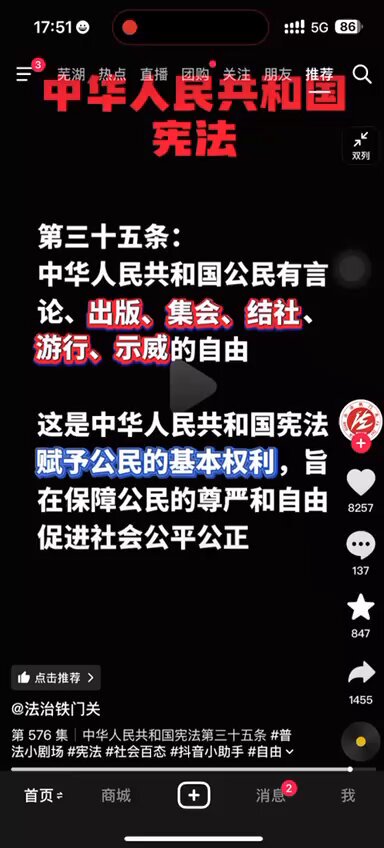 17:51
5G
86
3
芜湖 热点 直播 团购 关注 朋友 推荐
中华人民共和国
宪法
双列
第三十五条：
中华人民共和国公民有言
论、出版、集会、结社、
游行、示威的自由
这是中华人民共和国宪法
赋予公民的基本权利，旨
在保障公民的尊严和自由
促进社会公平公正
8257
137
847
1455
点击推荐
@法治铁门关
第 576 集｜中华人民共和国宪法第三十五条 #普
法小剧场 #宪法 #社会百态 #抖音小助手 #自由
首页 商城 消息 2 我